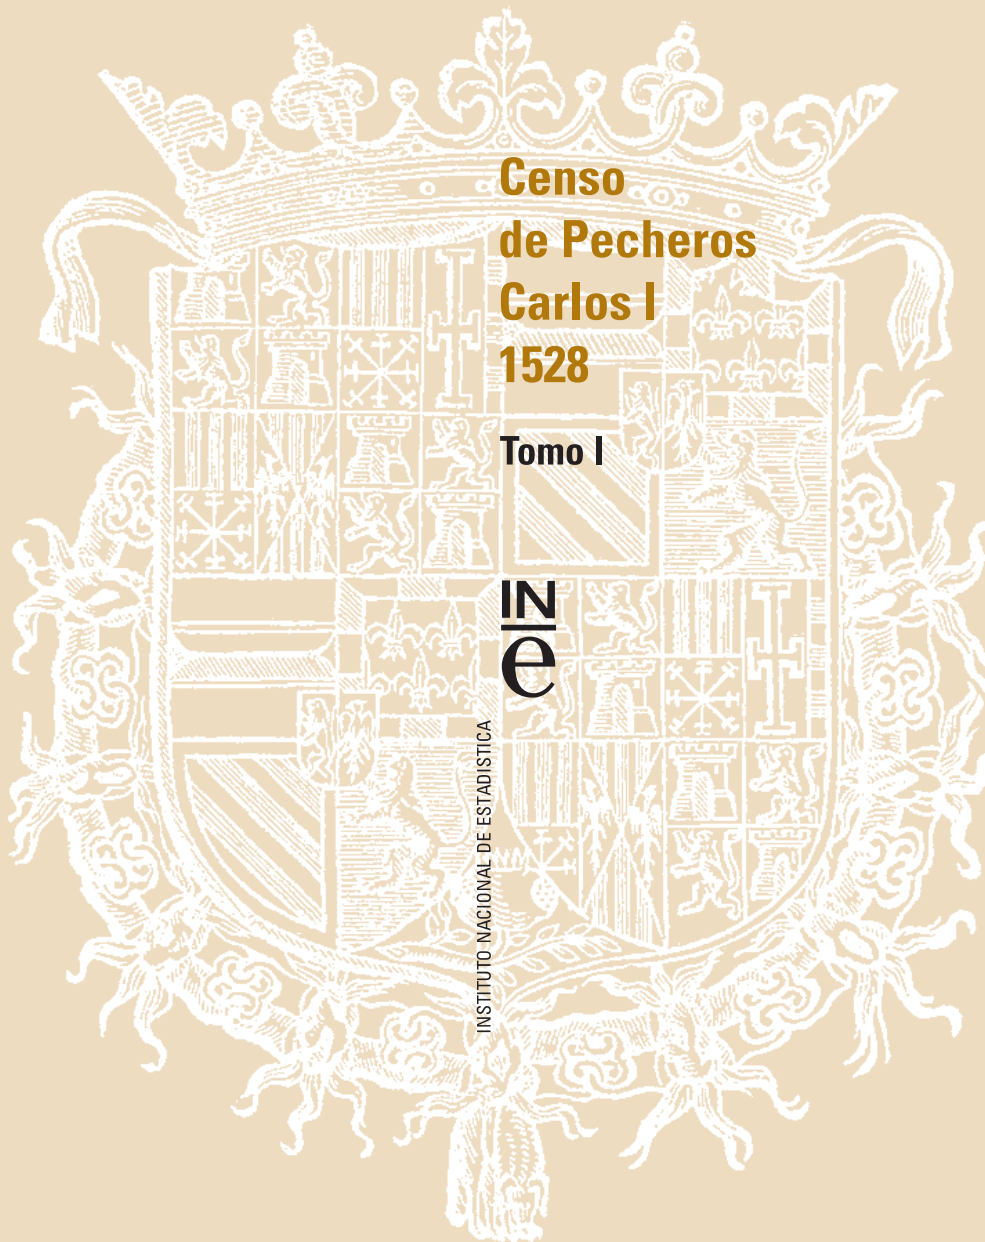 Censo
de Pecheros
Carlos I
1528
Tomo I
INe
INSTITUTO NACIONAL DE ESTADISTICA